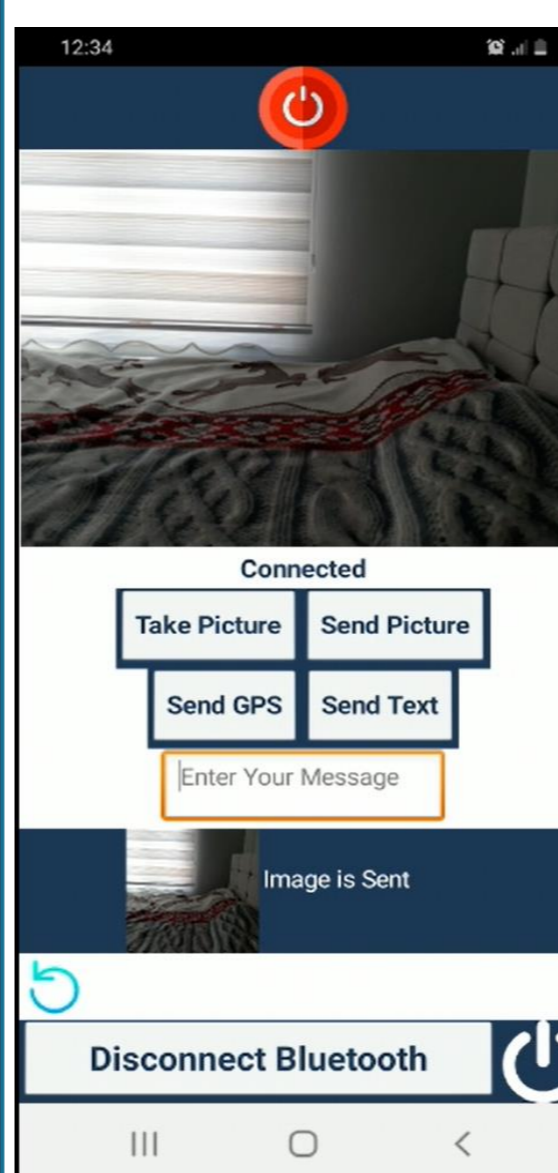 12:34
Connected
Take Picture Send Picture
Send GPS Send Text
Enter Your Message
Image is Sent
Disconnect Bluetooth